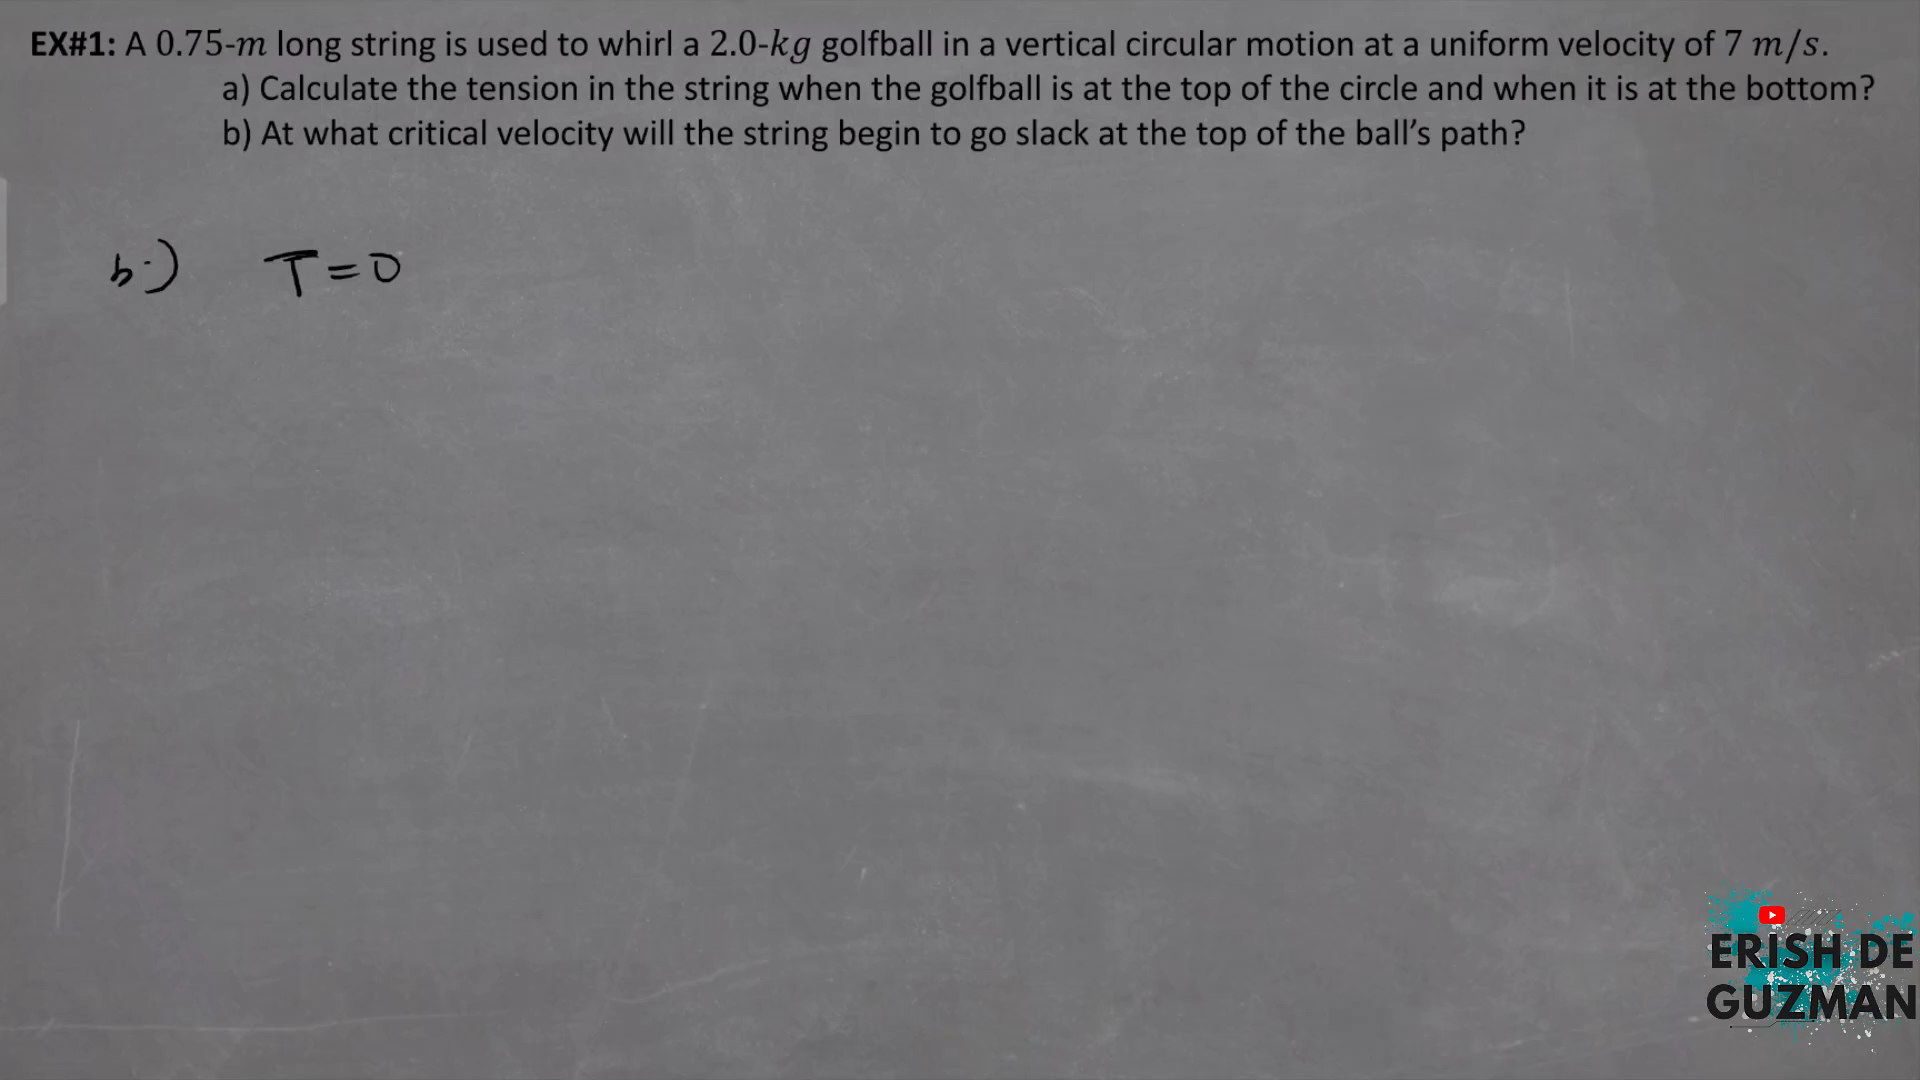 EX#1: A 0.75-m long string is used to whirl a 2.0-kg golfball in a vertical circular motion at a uniform velocity of 7 m/s.
a) Calculate the tension in the string when the golfball is at the top of the circle and when it is at the bottom?
b) At what critical velocity will the string begin to go slack at the top of the ball’s path?
b.) T=0
ERISH DE
GUZMAN